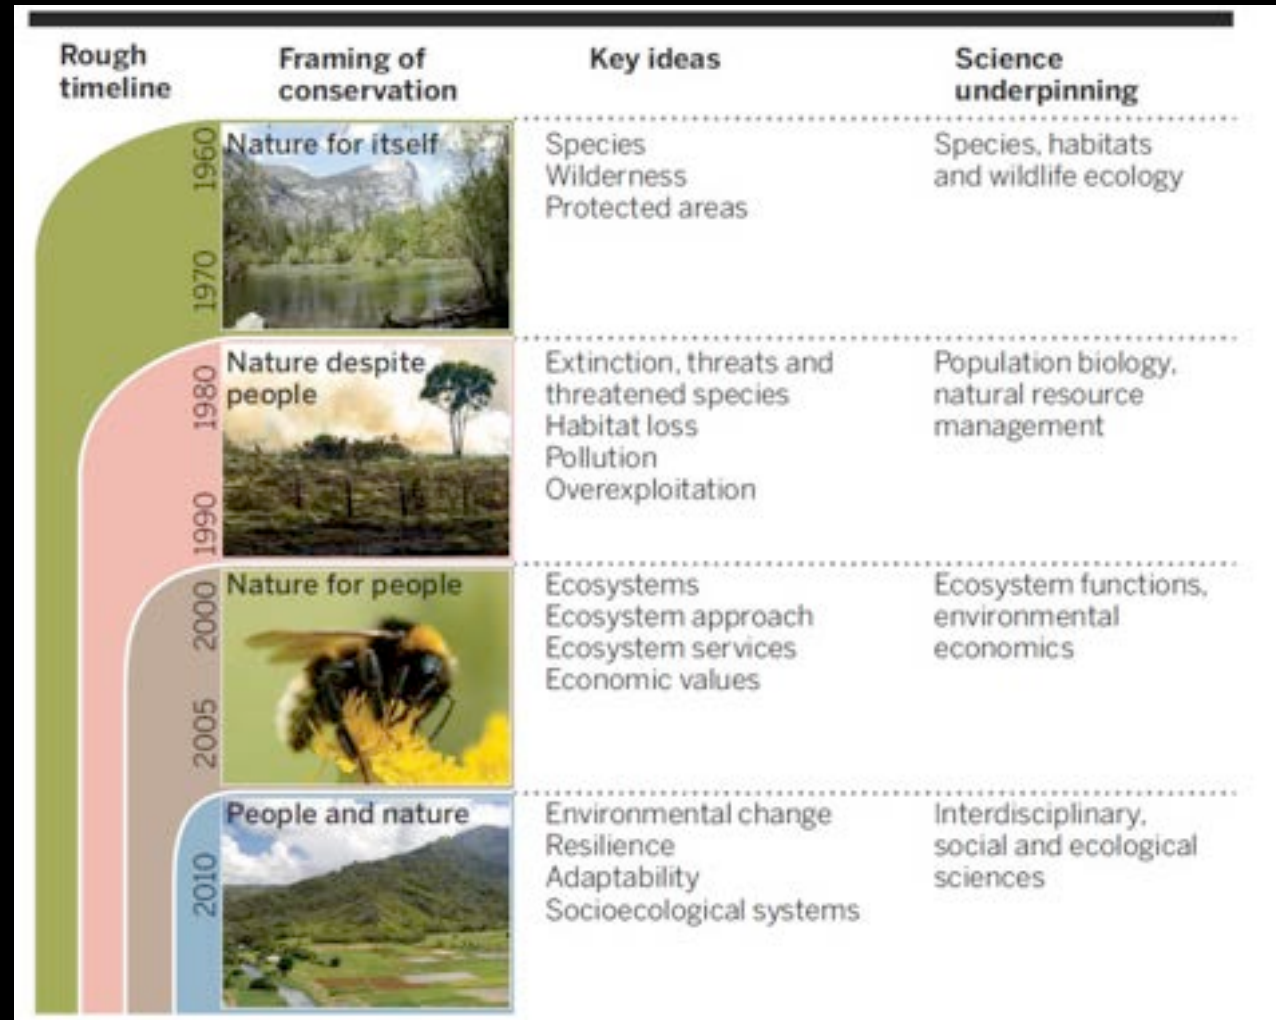 Rough
timeline
Framing of
conservation
Key ideas
Science
underpinning
1960
1970
Nature for itself
Species
Wilderness
Protected areas
Species, habitats
and wildlife ecology
1980
1990
Nature despite
people
Extinction, threats and
threatened species
Habitat loss
Pollution
Overexploitation
Population biology,
natural resource
management
2000
2005
Nature for people
Ecosystems
Ecosystem approach
Ecosystem services
Economic values
Ecosystem functions,
environmental
economics
2010
People and nature
Environmental change
Resilience
Adaptability
Socioecological systems
Interdisciplinary,
social and ecological
sciences